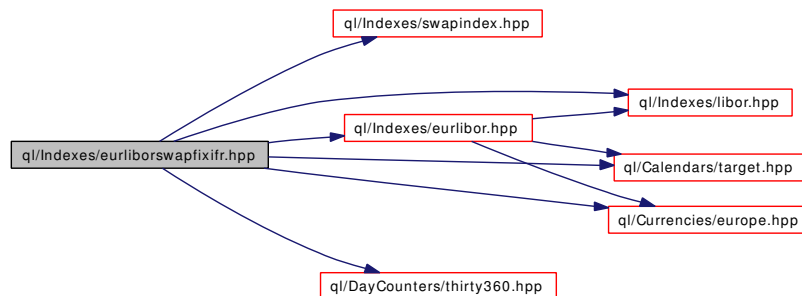 ql/Indexes/swapindex.hpp
ql/Indexes/libor.hpp
ql/Indexes/eurlibor.hpp
ql/Indexes/eurliborswapfixifr.hpp
ql/Calendars/target.hpp
ql/Currencies/europe.hpp
ql/DayCounters/thirty360.hpp